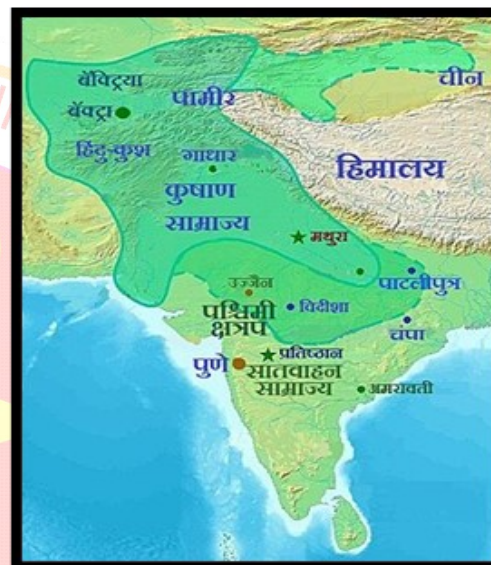 बॅक्ट्रिया
चीन
पामीर
बॅक्ट्रा
हिंदु-कुश
गाधार
हिमालय
कुषाण
साम्राज्य
मथुरा
उज्जैन
पाटलीपुत्र
पश्चिमी
क्षत्रप
विदीशा
चंपा
प्रतिष्ठान
पुणे
सातवाहन
साम्राज्य
अमरावती